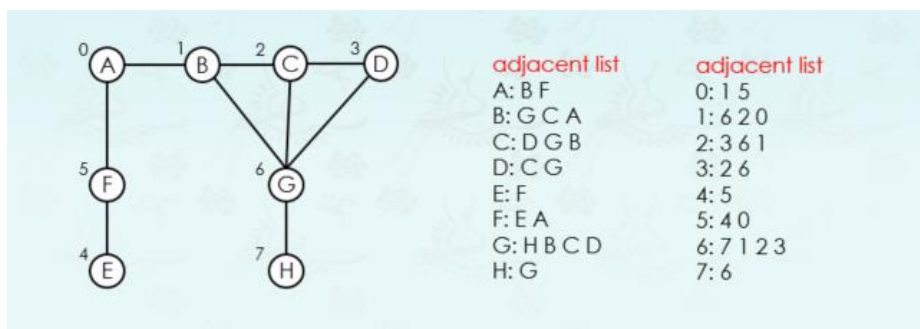 0 A 1 B 2 C 3 D
5 F 6 G
4 E 7 H
adjacent list
A: B F
B: G C A
C: D G B
D: C G
E: F
F: E A
G: H B C D
H: G
adjacent list
0: 1 5
1: 6 2 0
2: 3 6 1
3: 2 6
4: 5
5: 4 0
6: 7 1 2 3
7: 6